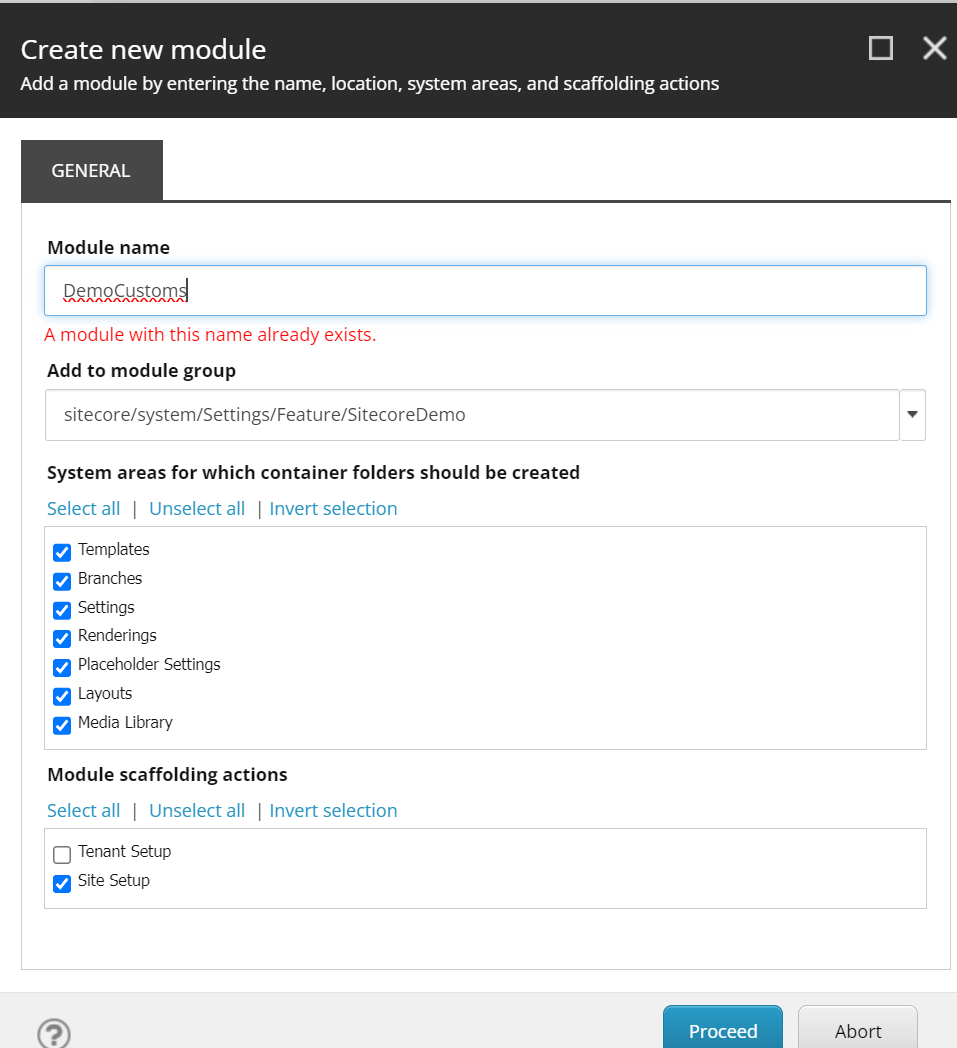 Create new module
Add a module by entering the name, location, system areas, and scaffolding actions
GENERAL
Module name
DemoCustoms
A module with this name already exists.
Add to module group
sitecore/system/Settings/Feature/SitecoreDemo
System areas for which container folders should be created
Select all | Unselect all | Invert selection
Templates
Branches
Settings
Renderings
Placeholder Settings
Layouts
Media Library
Module scaffolding actions
Select all | Unselect all | Invert selection
Tenant Setup
Site Setup
? Proceed Abort